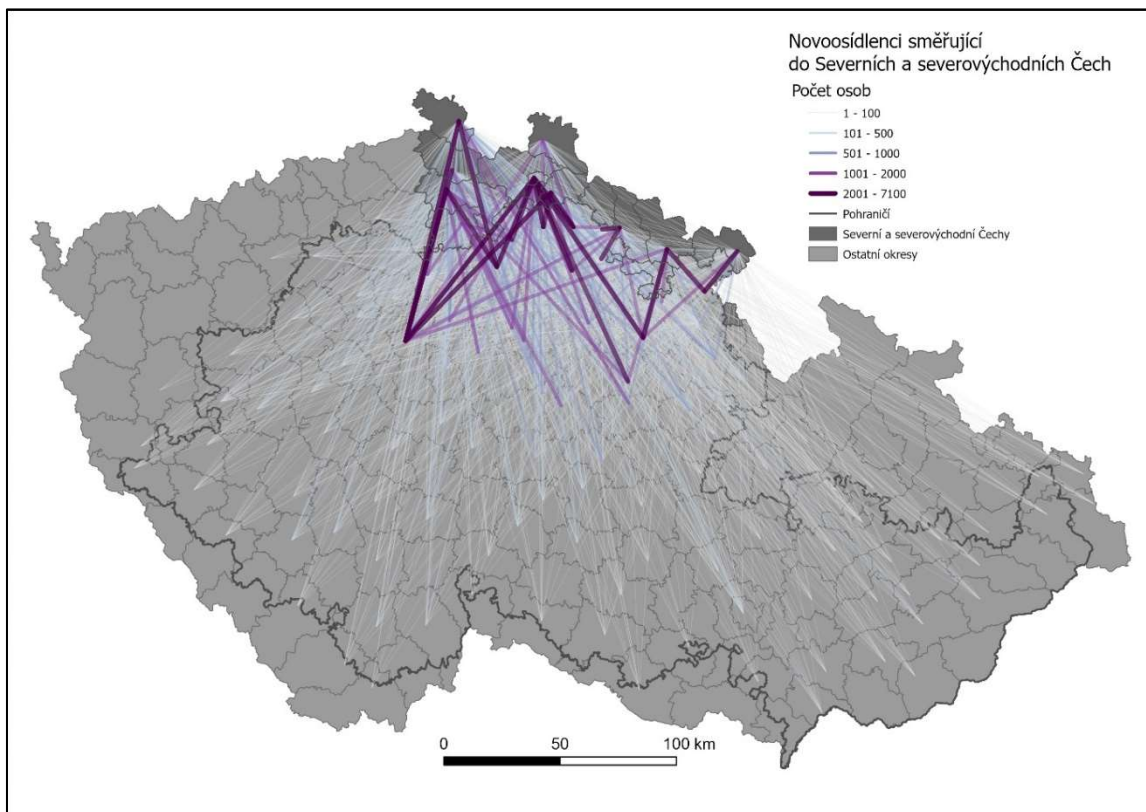 Novoosídlenci směřující
do Severních a severovýchodních Čech
Počet osob
1 - 100
101 - 500
501 - 1000
1001 - 2000
2001 - 7100
Pohraničí
Severní a severovýchodní Čechy
Ostatní okresy
0 50 100 km